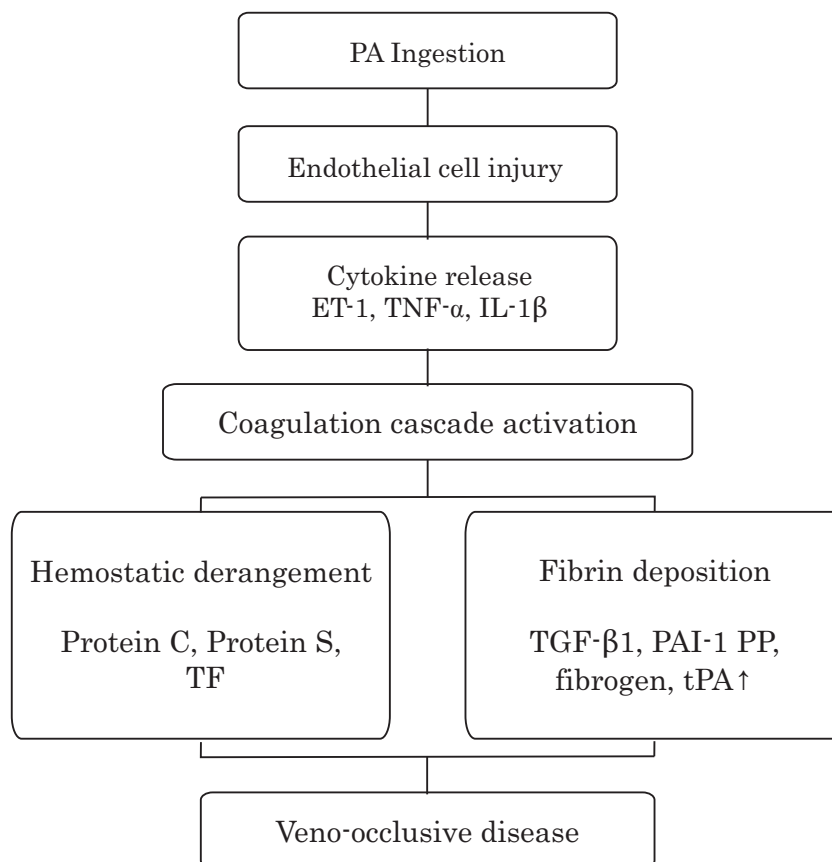 PA Ingestion
Endothelial cell injury
Cytokine release
ET-1, TNF-α, IL-1β
Coagulation cascade activation
Hemostatic derangement
Protein C, Protein S,
TF
Fibrin deposition
TGF-β1, PAI-1 PP,
fibrogen, tPA↑
Veno-occlusive disease